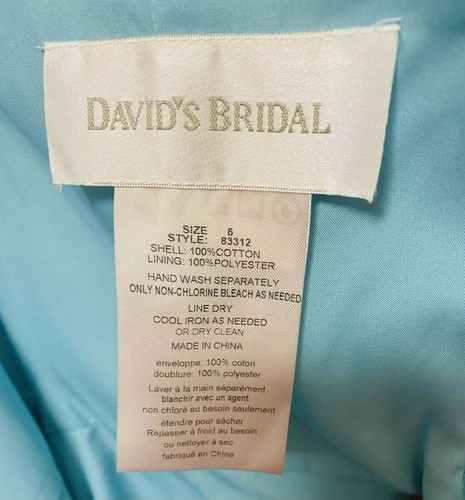 DAVID'S BRIDAL
SIZE 6
STYLE: 83312
SHELL: 100%COTTON
LINING: 100%POLYESTER
HAND WASH SEPARATELY
ONLY NON-CHLORINE BLEACH AS NEEDED
LINE DRY
COOL IRON AS NEEDED
OR DRY CLEAN
MADE IN CHINA
enveloppe: 100% coton
doublure: 100% polyester
Laver à la main séparément
blanchir avec un agent
non chloré au besoin seulement
étendre pour sécher
Repasser à froid au besoin
ou nettoyer à sec
fabriqué en Chine